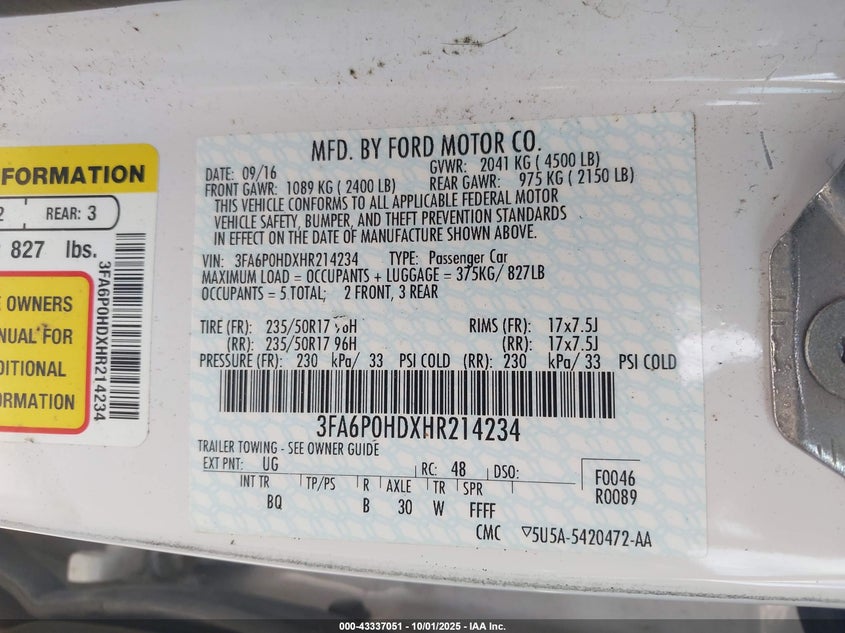 FORMATION
2 REAR: 3
827 lbs.
E OWNERS
NUAL FOR
DITIONAL
ORMATION
3FA6P0HDXHR214234
MFD. BY FORD MOTOR CO.
DATE: 09/16 GVWR: 2041 KG ( 4500 LB)
FRONT GAWR: 1089 KG ( 2400 LB) REAR GAWR: 975 KG ( 2150 LB)
THIS VEHICLE CONFORMS TO ALL APPLICABLE FEDERAL MOTOR
VEHICLE SAFETY, BUMPER, AND THEFT PREVENTION STANDARDS
IN EFFECT ON THE DATE OF MANUFACTURE SHOWN ABOVE.
VIN: 3FA6P0HDXHR214234 TYPE: Passenger Car
MAXIMUM LOAD = OCCUPANTS + LUGGAGE = 375KG/ 827LB
OCCUPANTS = 5 TOTAL; 2 FRONT, 3 REAR
TIRE (FR): 235/50R17 RIMS (FR): 17x7.5J
(RR): 235/50R17 96H (RR): 17x7.5J
PRESSURE (FR): 230 kPa/ 33 PSI COLD (RR): 230 kPa/ 33 PSI COLD
3FA6P0HDXHR214234
TRAILER TOWING - SEE OWNER GUIDE
EXT PNT: UG RC: 48 DSO: F0046
INT TR TP/PS R AXLE TR SPR R0089
BQ B 30 W FFFF
CMC ▽5U5A-5420472-AA
000-43337051 - 10/01/2025 - IAA Inc.